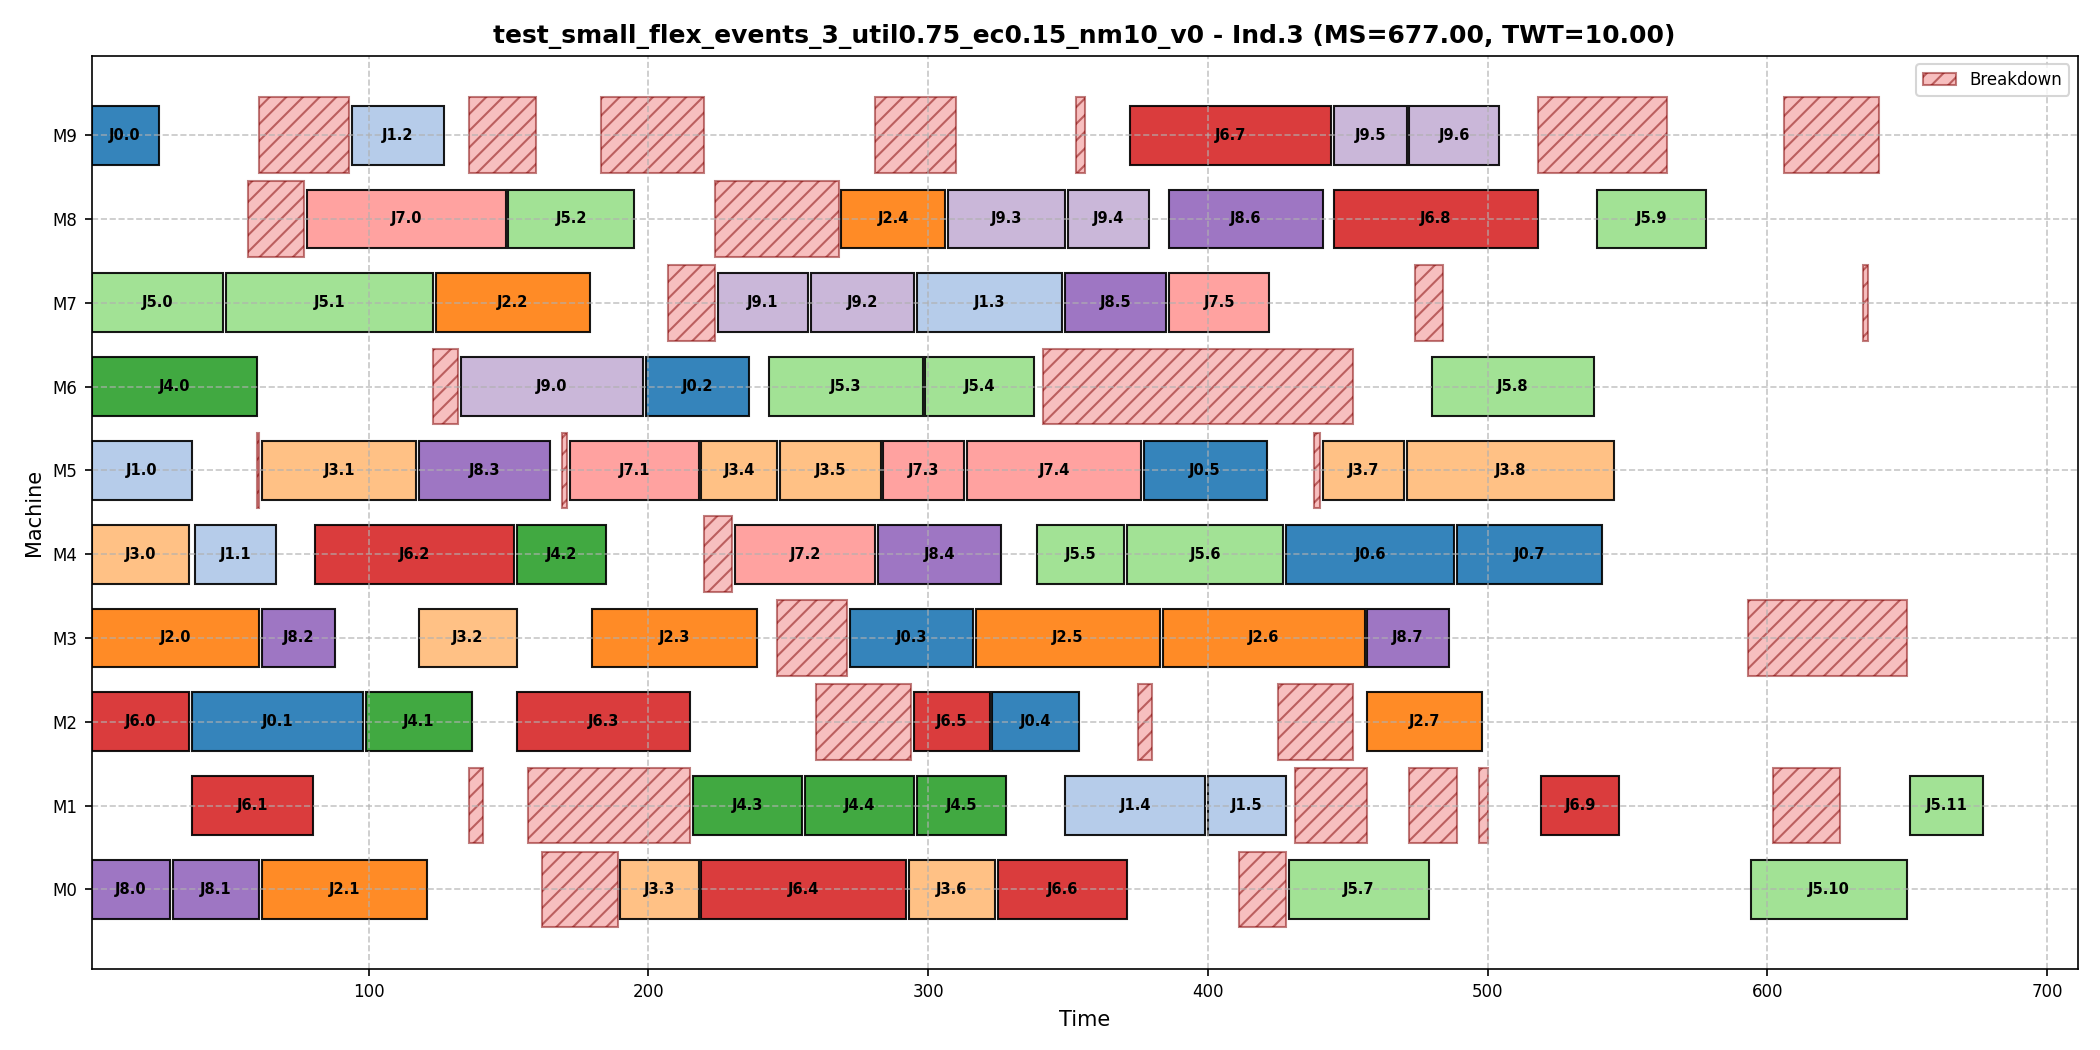 test_small_flex_events_3_util0.75_ec0.15_nm10_v0 - Ind.3 (MS=677.00, TWT=10.00)
Breakdown
Machine
M9 J0.0 J1.2 J6.7 J9.5 J9.6
M8 J7.0 J5.2 J2.4 J9.3 J9.4 J8.6 J6.8 J5.9
M7 J5.0 J5.1 J2.2 J9.1 J9.2 J1.3 J8.5 J7.5
M6 J4.0 J9.0 J0.2 J5.3 J5.4 J5.8
M5 J1.0 J3.1 J8.3 J7.1 J3.4 J3.5 J7.3 J7.4 J0.5 J3.7 J3.8
M4 J3.0 J1.1 J6.2 J4.2 J7.2 J8.4 J5.5 J5.6 J0.6 J0.7
M3 J2.0 J8.2 J3.2 J2.3 J0.3 J2.5 J2.6 J8.7
M2 J6.0 J0.1 J4.1 J6.3 J6.5 J0.4 J2.7
M1 J6.1 J4.3 J4.4 J4.5 J1.4 J1.5 J6.9 J5.11
M0 J8.0 J8.1 J2.1 J3.3 J6.4 J3.6 J6.6 J5.7 J5.10
100 200 300 400 500 600 700
Time